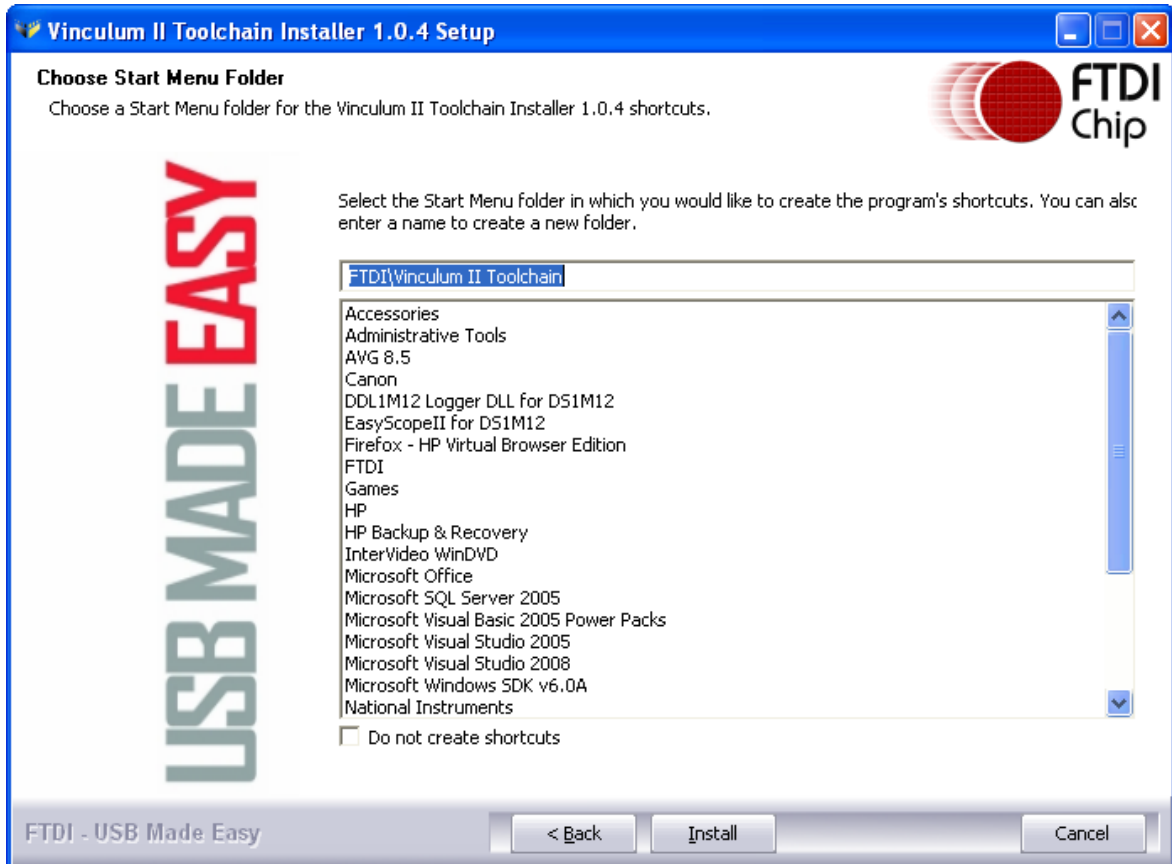 Vinculum II Toolchain Installer 1.0.4 Setup
Choose Start Menu Folder
Choose a Start Menu folder for the Vinculum II Toolchain Installer 1.0.4 shortcuts.
FTDI
Chip
USB MADE EASY
Select the Start Menu folder in which you would like to create the program's shortcuts. You can also
enter a name to create a new folder.
FTDI\Vinculum II Toolchain
Accessories
Administrative Tools
AVG 8.5
Canon
DDL1M12 Logger DLL for DS1M12
EasyScopeII for DS1M12
Firefox - HP Virtual Browser Edition
FTDI
Games
HP
HP Backup & Recovery
InterVideo WinDVD
Microsoft Office
Microsoft SQL Server 2005
Microsoft Visual Basic 2005 Power Packs
Microsoft Visual Studio 2005
Microsoft Visual Studio 2008
Microsoft Windows SDK v6.0A
National Instruments
Do not create shortcuts
FTDI - USB Made Easy
< Back
Install
Cancel